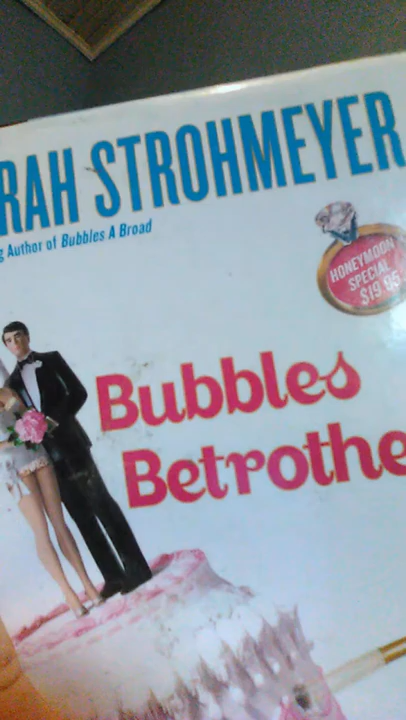 RAH STROHMEYER
g Author of Bubbles A Broad
HONEYMOON
SPECIAL
$19.95
Bubbles
Betrothe